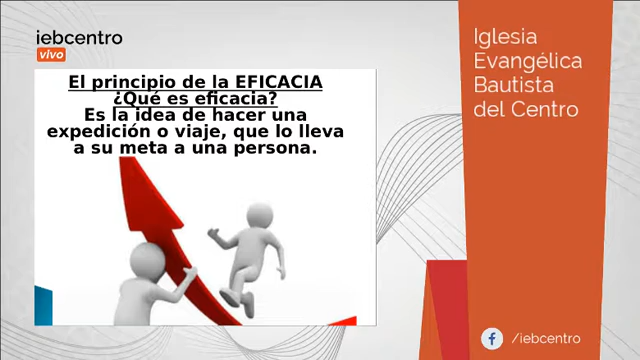 iebcentro
vivo
El principio de la EFICACIA
¿Qué es eficacia?
Es la idea de hacer una
expedición o viaje, que lo lleva
a su meta a una persona.
Iglesia
Evangélica
Bautista
del Centro
f /iebcentro